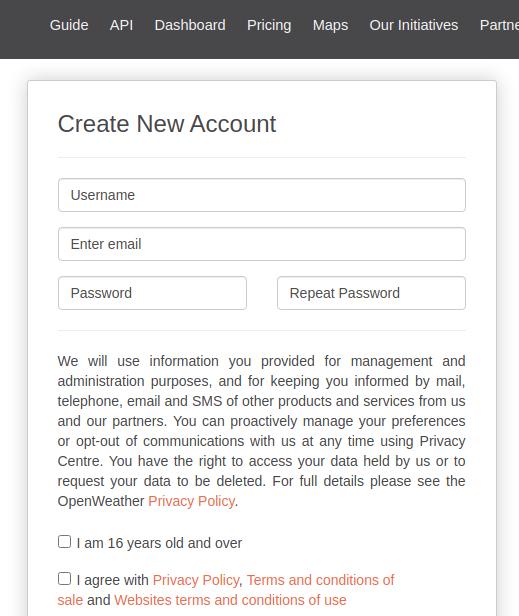 Guide API Dashboard Pricing Maps Our Initiatives Partne
Create New Account
Username
Enter email
Password Repeat Password
We will use information you provided for management and
administration purposes, and for keeping you informed by mail,
telephone, email and SMS of other products and services from us
and our partners. You can proactively manage your preferences
or opt-out of communications with us at any time using Privacy
Centre. You have the right to access your data held by us or to
request your data to be deleted. For full details please see the
OpenWeather Privacy Policy.
I am 16 years old and over
I agree with Privacy Policy, Terms and conditions of
sale and Websites terms and conditions of use